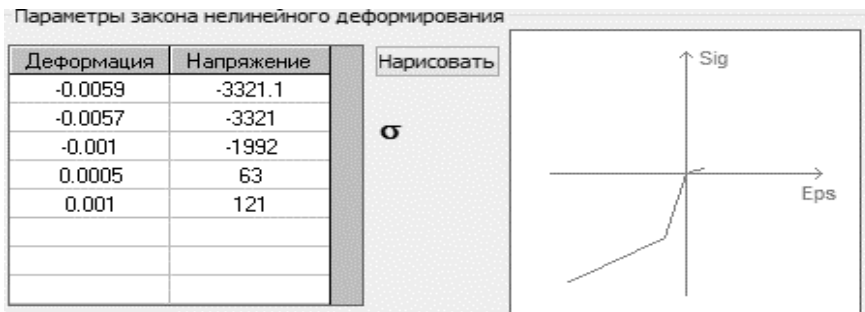 Параметры закона нелинейного деформирования
Деформация Напряжение
-0.0059 -3321.1
-0.0057 -3321
-0.001 -1992
0.0005 63
0.001 121
Нарисовать
σ
Sig
Eps